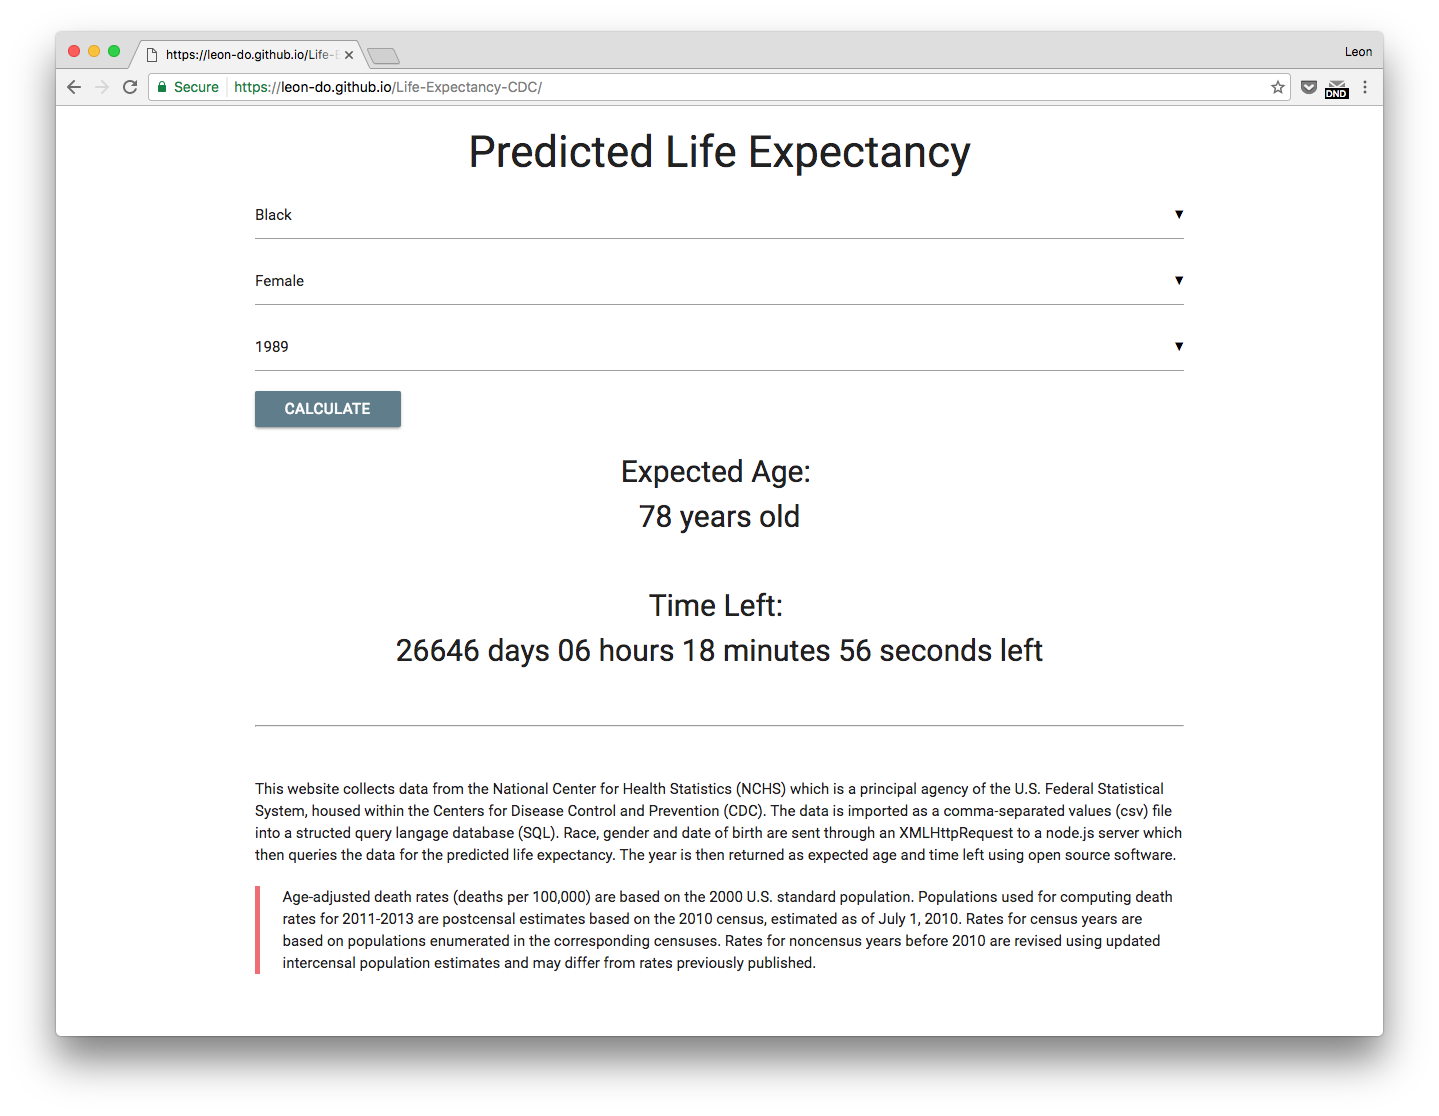 https://leon-do.github.io/Life-E
Leon
Secure https://leon-do.github.io/Life-Expectancy-CDC/
DND
Predicted Life Expectancy
Black
Female
1989
CALCULATE
Expected Age:
78 years old
Time Left:
26646 days 06 hours 18 minutes 56 seconds left
This website collects data from the National Center for Health Statistics (NCHS) which is a principal agency of the U.S. Federal Statistical
System, housed within the Centers for Disease Control and Prevention (CDC). The data is imported as a comma-separated values (csv) file
into a structed query langage database (SQL). Race, gender and date of birth are sent through an XMLHttpRequest to a node.js server which
then queries the data for the predicted life expectancy. The year is then returned as expected age and time left using open source software.
Age-adjusted death rates (deaths per 100,000) are based on the 2000 U.S. standard population. Populations used for computing death
rates for 2011-2013 are postcensal estimates based on the 2010 census, estimated as of July 1, 2010. Rates for census years are
based on populations enumerated in the corresponding censuses. Rates for noncensus years before 2010 are revised using updated
intercensal population estimates and may differ from rates previously published.